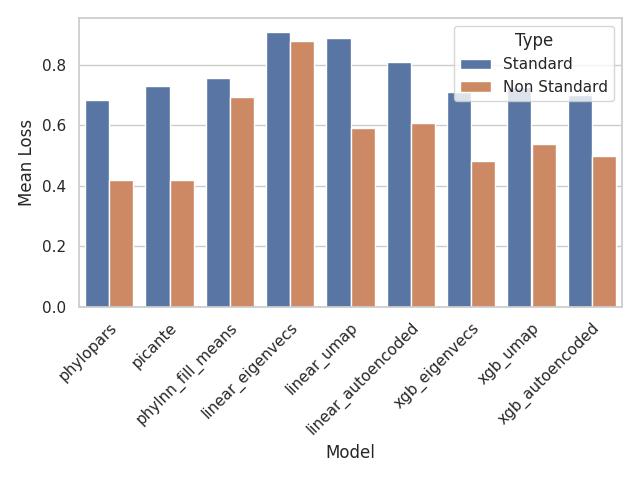 Mean Loss
0.8
0.6
0.4
0.2
0.0
Type
Standard
Non Standard
phylopars
picante
phylnn_fill_means
linear_eigenvecs
linear_umap
linear_autoencoded
xgb_eigenvecs
xgb_umap
xgb_autoencoded
Model